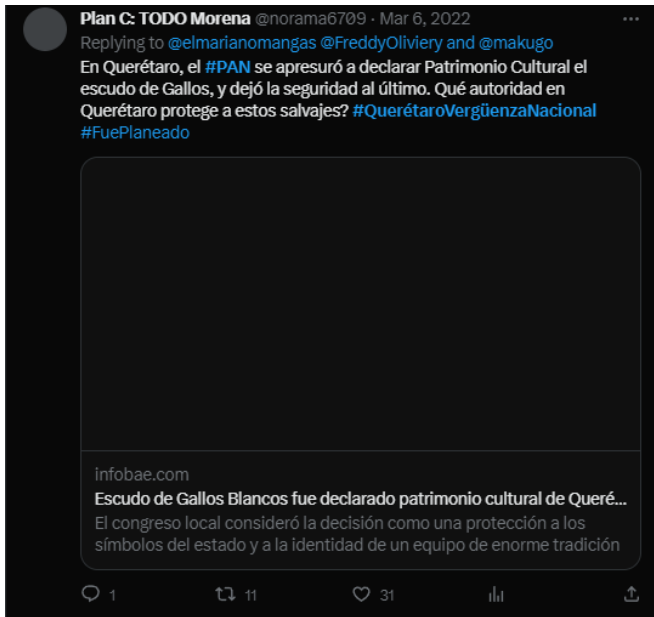 Plan C: TODO Morena @norama6709 · Mar 6, 2022
Replying to @elmarianomangas @FreddyOliviery and @makugo
En Querétaro, el #PAN se apresuró a declarar Patrimonio Cultural el
escudo de Gallos, y dejó la seguridad al último. Qué autoridad en
Querétaro protege a estos salvajes? #QuerétaroVergüenzaNacional
#FuePlaneado
infobae.com
Escudo de Gallos Blancos fue declarado patrimonio cultural de Queré...
El congreso local consideró la decisión como una protección a los
símbolos del estado y a la identidad de un equipo de enorme tradición
1 11 31